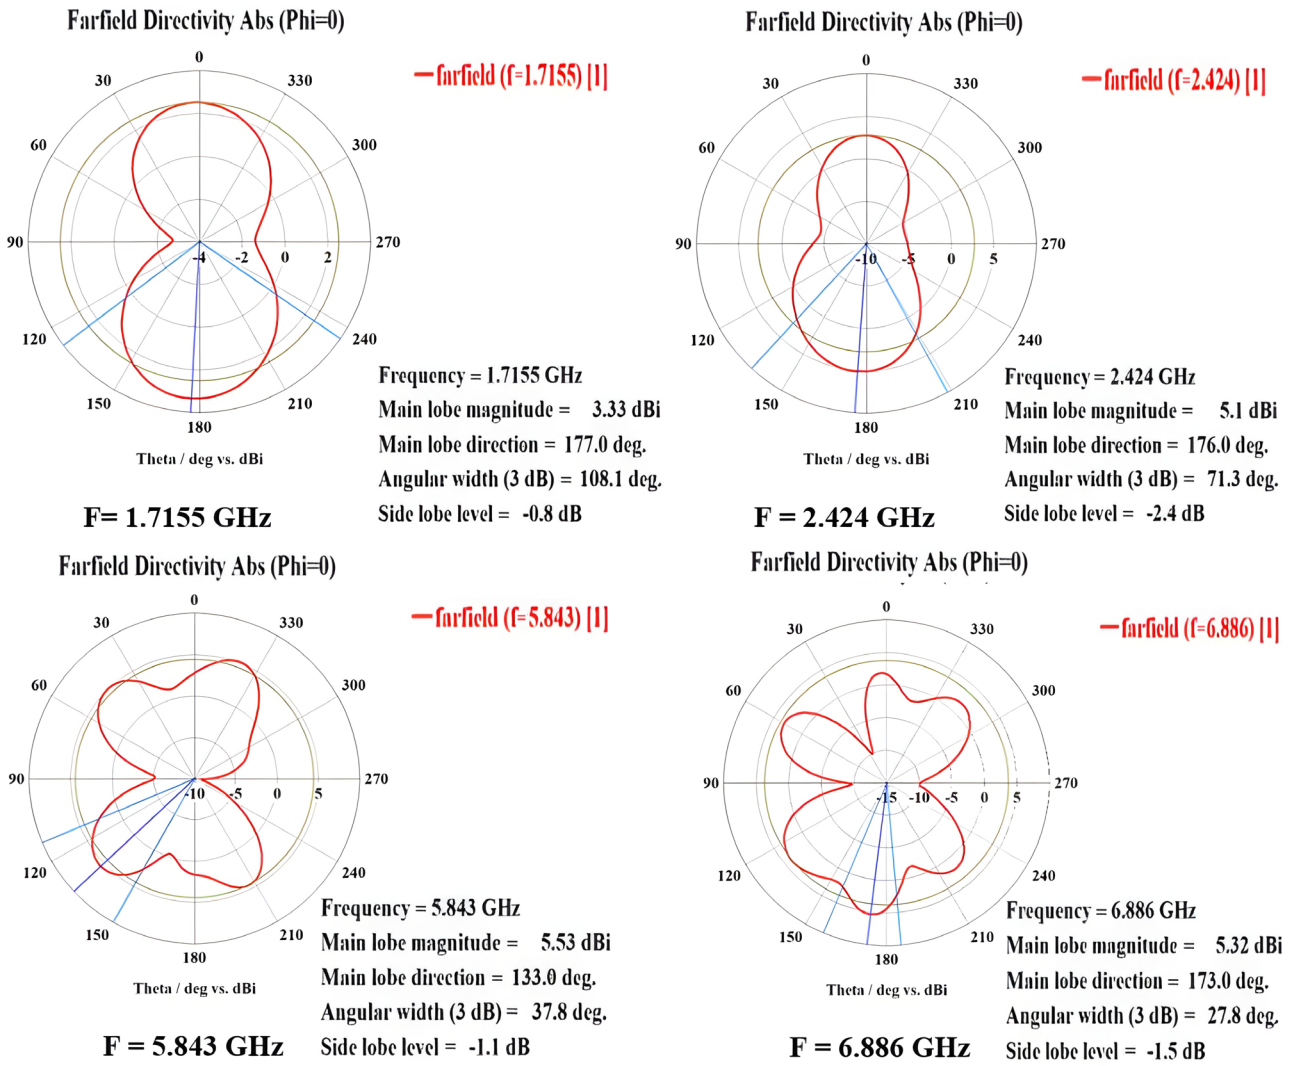 Farfield Directivity Abs (Phi=0)
farfield (f=1.7155) [1]
0
30
330
60
300
90
270
-4
-2
0
2
120
240
150
210
180
Theta / deg vs. dBi
Frequency = 1.7155 GHz
Main lobe magnitude = 3.33 dBi
Main lobe direction = 177.0 deg.
Angular width (3 dB) = 108.1 deg.
Side lobe level = -0.8 dB
F= 1.7155 GHz
Farfield Directivity Abs (Phi=0)
farfield (f=2.424) [1]
0
30
330
60
300
90
270
-10
-5
0
5
120
240
150
210
180
Theta / deg vs. dBi
Frequency = 2.424 GHz
Main lobe magnitude = 5.1 dBi
Main lobe direction = 176.0 deg.
Angular width (3 dB) = 71.3 deg.
Side lobe level = -2.4 dB
F = 2.424 GHz
Farfield Directivity Abs (Phi=0)
farfield (f=5.843) [1]
0
30
330
60
300
90
270
-10
-5
0
5
120
240
150
210
180
Theta / deg vs. dBi
Frequency = 5.843 GHz
Main lobe magnitude = 5.53 dBi
Main lobe direction = 133.0 deg.
Angular width (3 dB) = 37.8 deg.
Side lobe level = -1.1 dB
F = 5.843 GHz
Farfield Directivity Abs (Phi=0)
farfield (f=6.886) [1]
0
30
330
60
300
90
270
-15
-10
-5
0
5
120
240
150
210
180
Theta / deg vs. dBi
Frequency = 6.886 GHz
Main lobe magnitude = 5.32 dBi
Main lobe direction = 173.0 deg.
Angular width (3 dB) = 27.8 deg.
Side lobe level = -1.5 dB
F = 6.886 GHz